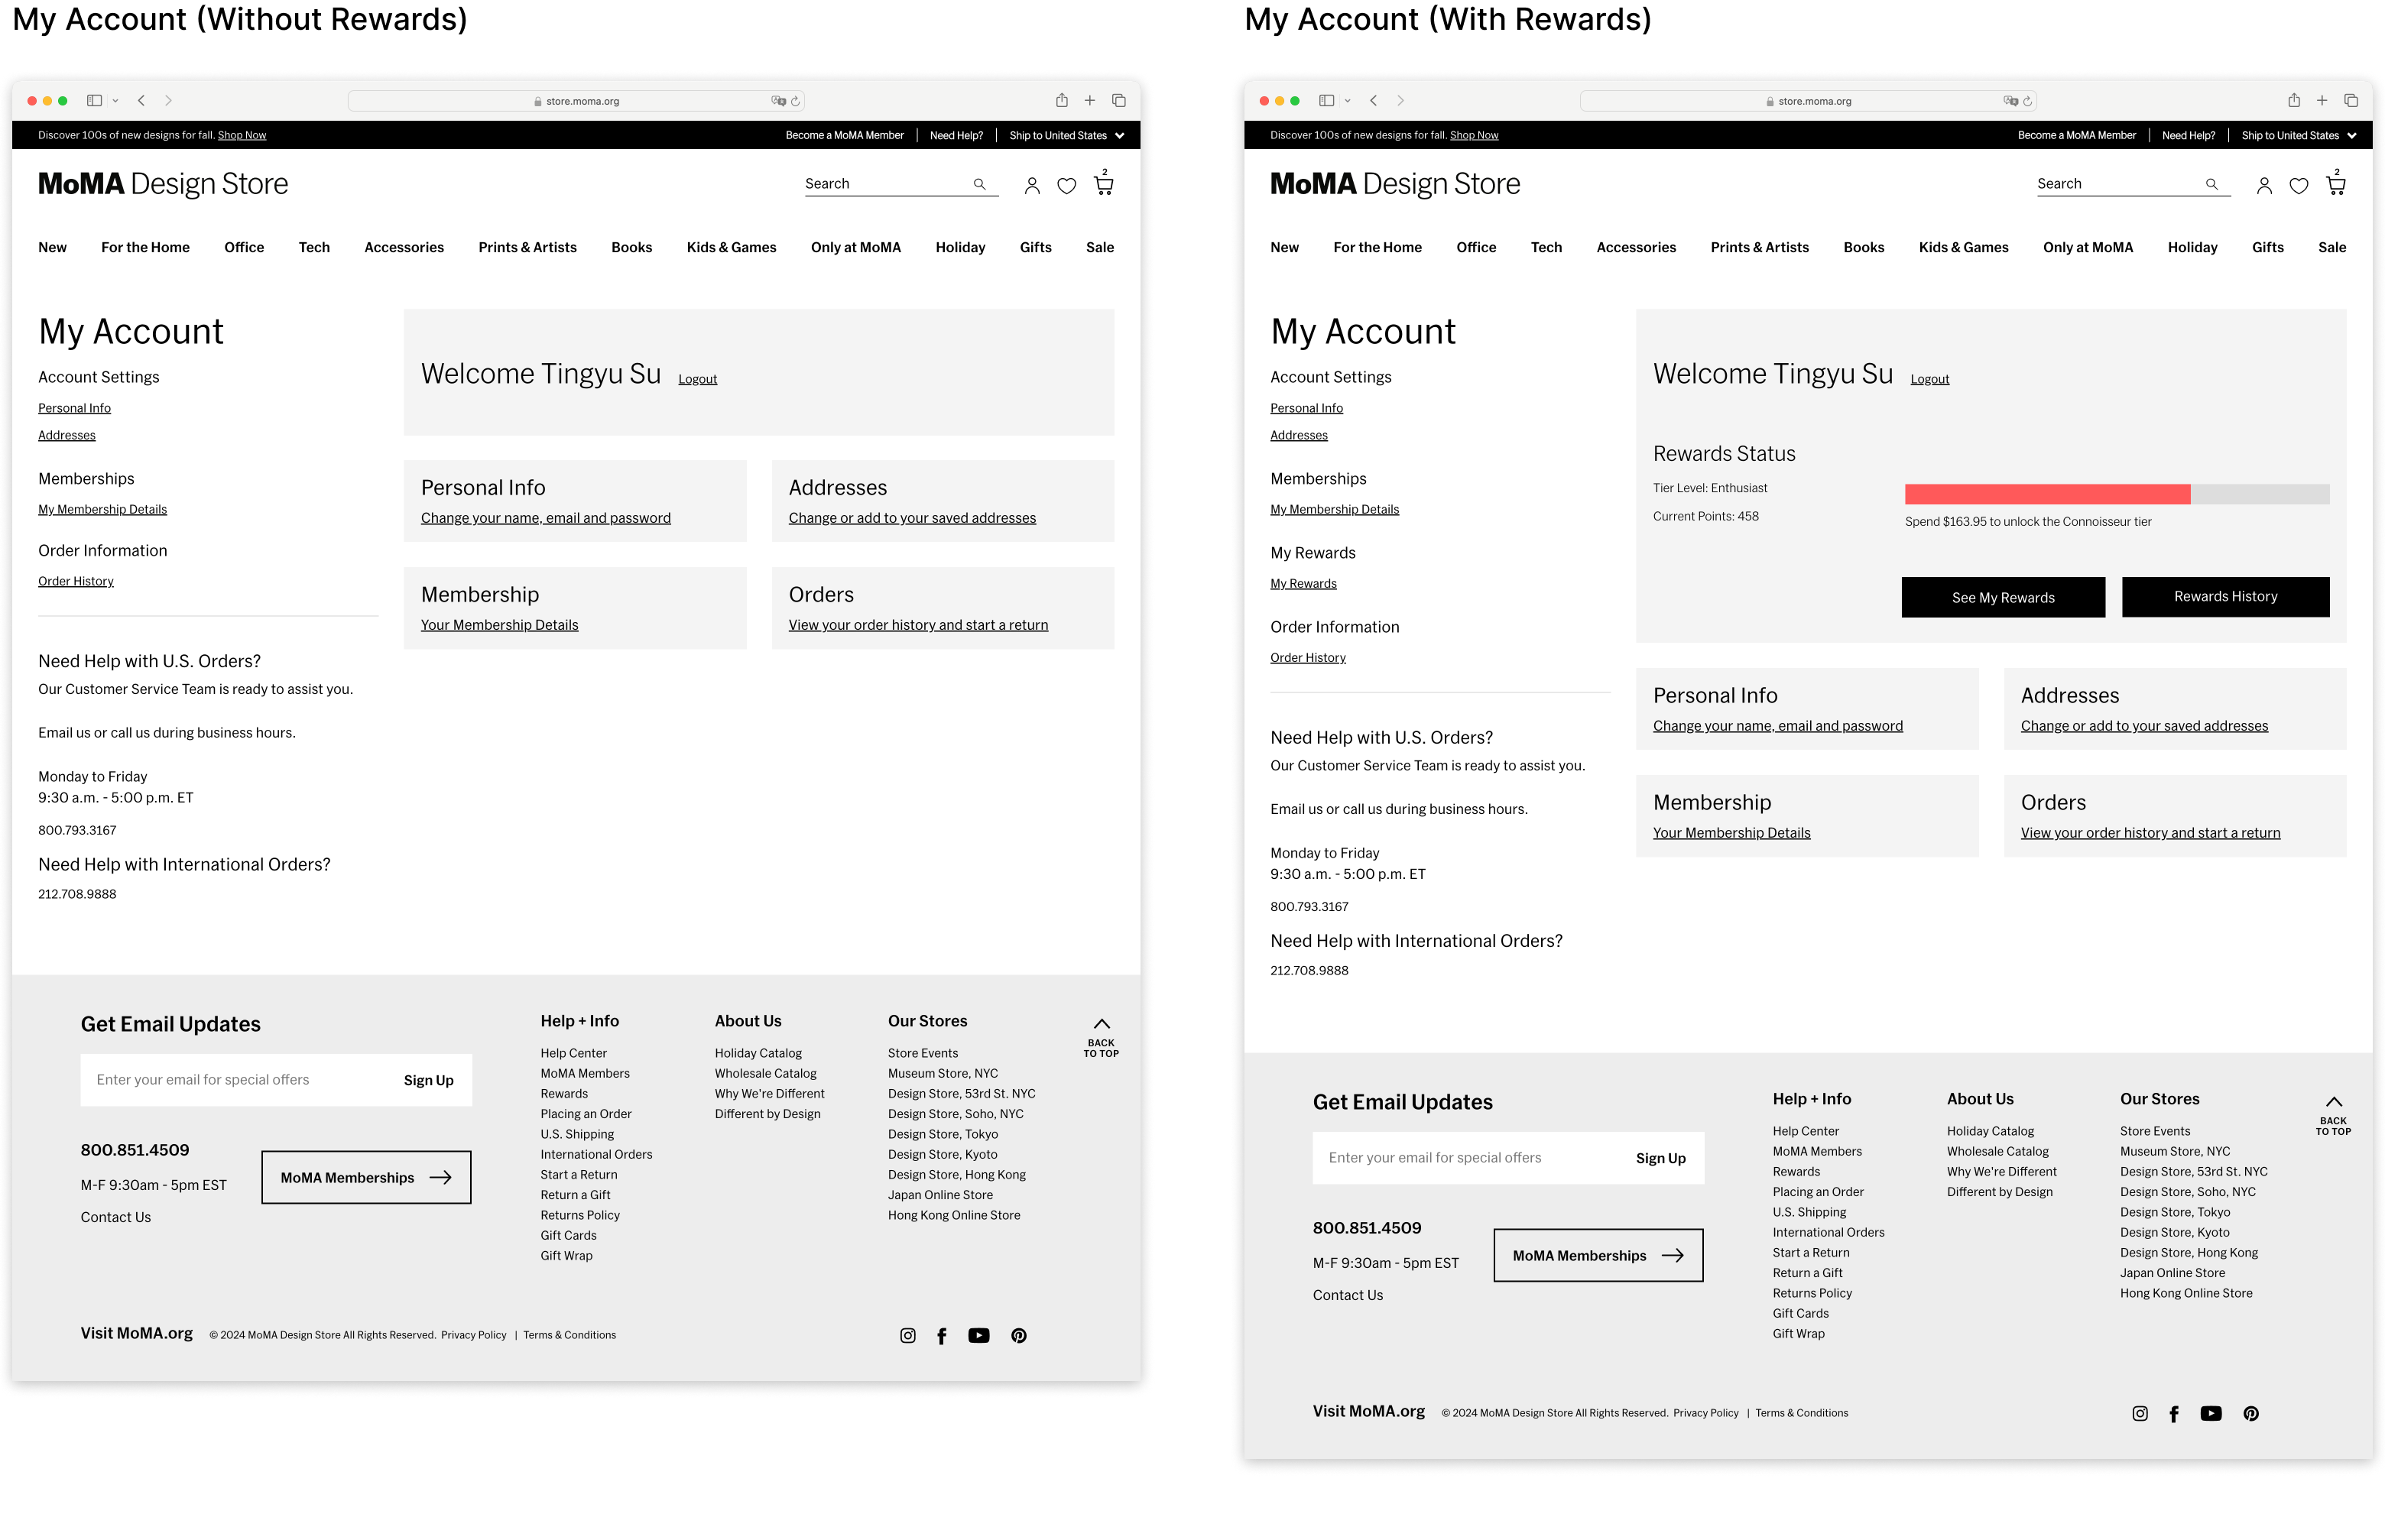 My Account (Without Rewards)
store.moma.org
Discover 100s of new designs for fall. Shop Now
Become a MoMA Member
Need Help?
Ship to United States
MoMA Design Store
Search
2
New
For the Home
Office
Tech
Accessories
Prints & Artists
Books
Kids & Games
Only at MoMA
Holiday
Gifts
Sale
My Account
Account Settings
Personal Info
Addresses
Memberships
My Membership Details
Order Information
Order History
Need Help with U.S. Orders?
Our Customer Service Team is ready to assist you.
Email us or call us during business hours.
Monday to Friday
9:30 a.m. - 5:00 p.m. ET
800.793.3167
Need Help with International Orders?
212.708.9888
Welcome Tingyu Su
Logout
Personal Info
Change your name, email and password
Addresses
Change or add to your saved addresses
Membership
Your Membership Details
Orders
View your order history and start a return
Get Email Updates
Enter your email for special offers
Sign Up
800.851.4509
M-F 9:30am - 5pm EST
Contact Us
MoMA Memberships
Help + Info
Help Center
MoMA Members
Rewards
Placing an Order
U.S. Shipping
International Orders
Start a Return
Return a Gift
Returns Policy
Gift Cards
Gift Wrap
About Us
Holiday Catalog
Wholesale Catalog
Why We're Different
Different by Design
Our Stores
Store Events
Museum Store, NYC
Design Store, 53rd St. NYC
Design Store, Soho, NYC
Design Store, Tokyo
Design Store, Kyoto
Design Store, Hong Kong
Japan Online Store
Hong Kong Online Store
BACK
TO TOP
Visit MoMA.org
© 2024 MoMA Design Store All Rights Reserved. Privacy Policy | Terms & Conditions
My Account (With Rewards)
store.moma.org
Discover 100s of new designs for fall. Shop Now
Become a MoMA Member
Need Help?
Ship to United States
MoMA Design Store
Search
2
New
For the Home
Office
Tech
Accessories
Prints & Artists
Books
Kids & Games
Only at MoMA
Holiday
Gifts
Sale
My Account
Account Settings
Personal Info
Addresses
Memberships
My Membership Details
My Rewards
My Rewards
Order Information
Order History
Need Help with U.S. Orders?
Our Customer Service Team is ready to assist you.
Email us or call us during business hours.
Monday to Friday
9:30 a.m. - 5:00 p.m. ET
800.793.3167
Need Help with International Orders?
212.708.9888
Welcome Tingyu Su
Logout
Rewards Status
Tier Level: Enthusiast
Current Points: 458
Spend $163.95 to unlock the Connoisseur tier
See My Rewards
Rewards History
Personal Info
Change your name, email and password
Addresses
Change or add to your saved addresses
Membership
Your Membership Details
Orders
View your order history and start a return
Get Email Updates
Enter your email for special offers
Sign Up
800.851.4509
M-F 9:30am - 5pm EST
Contact Us
MoMA Memberships
Help + Info
Help Center
MoMA Members
Rewards
Placing an Order
U.S. Shipping
International Orders
Start a Return
Return a Gift
Returns Policy
Gift Cards
Gift Wrap
About Us
Holiday Catalog
Wholesale Catalog
Why We're Different
Different by Design
Our Stores
Store Events
Museum Store, NYC
Design Store, 53rd St. NYC
Design Store, Soho, NYC
Design Store, Tokyo
Design Store, Kyoto
Design Store, Hong Kong
Japan Online Store
Hong Kong Online Store
BACK
TO TOP
Visit MoMA.org
© 2024 MoMA Design Store All Rights Reserved. Privacy Policy | Terms & Conditions